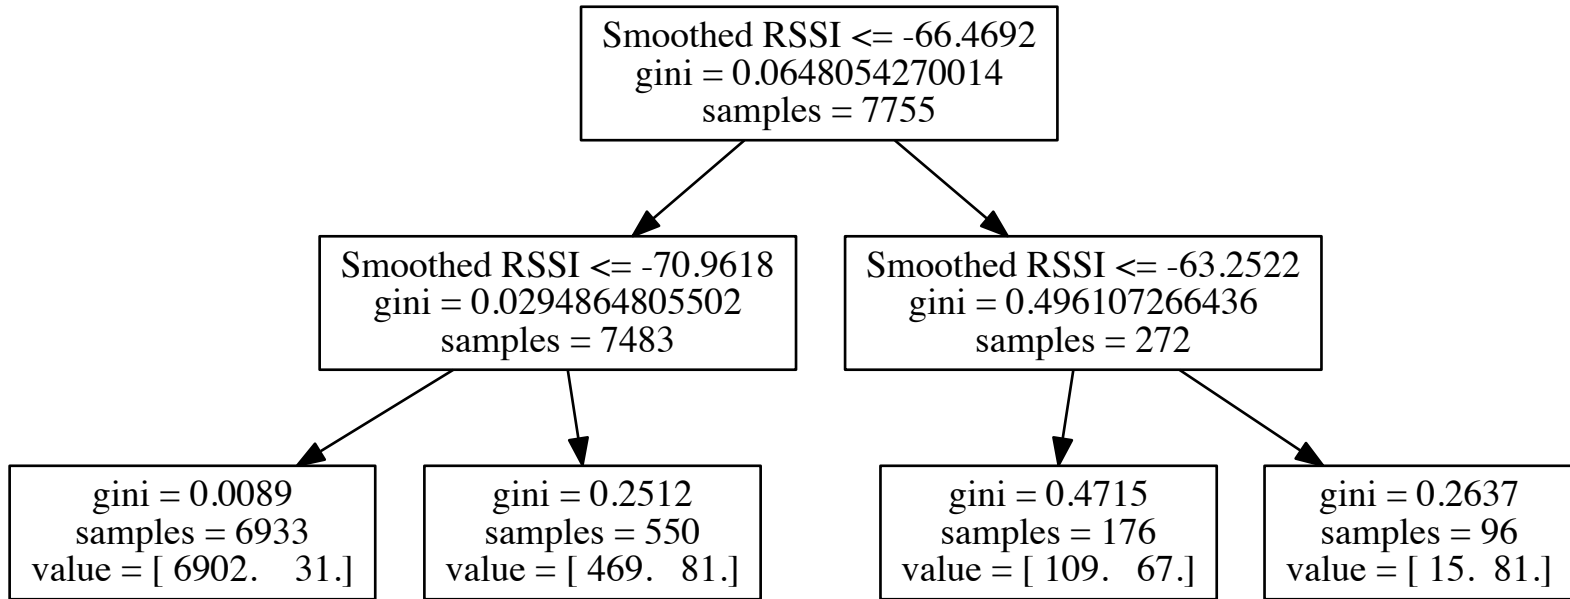 Smoothed RSSI <= -66.4692
gini = 0.0648054270014
samples = 7755
Smoothed RSSI <= -70.9618
gini = 0.0294864805502
samples = 7483
Smoothed RSSI <= -63.2522
gini = 0.496107266436
samples = 272
gini = 0.0089
samples = 6933
value = [ 6902.    31.]
gini = 0.2512
samples = 550
value = [ 469.   81.]
gini = 0.4715
samples = 176
value = [ 109.   67.]
gini = 0.2637
samples = 96
value = [ 15.  81.]